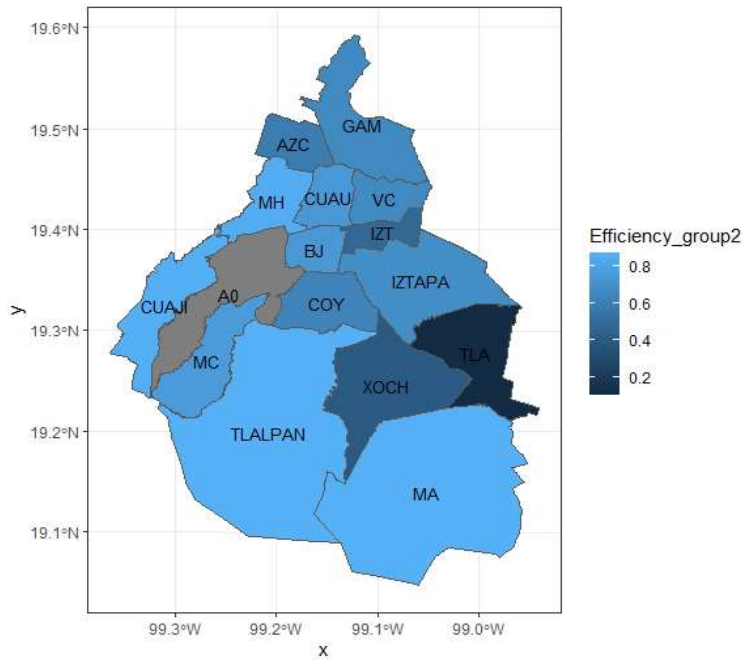 19.6°N
19.5°N
19.4°N
19.3°N
19.2°N
19.1°N
y
GAM
AZC
MH
CUAU
VC
IZT
BJ
IZTAPA
A0
CUAJI
COY
MC
TLA
XOCH
TLALPAN
MA
99.3°W
99.2°W
99.1°W
99.0°W
x
Efficiency_group2
0.8
0.6
0.4
0.2